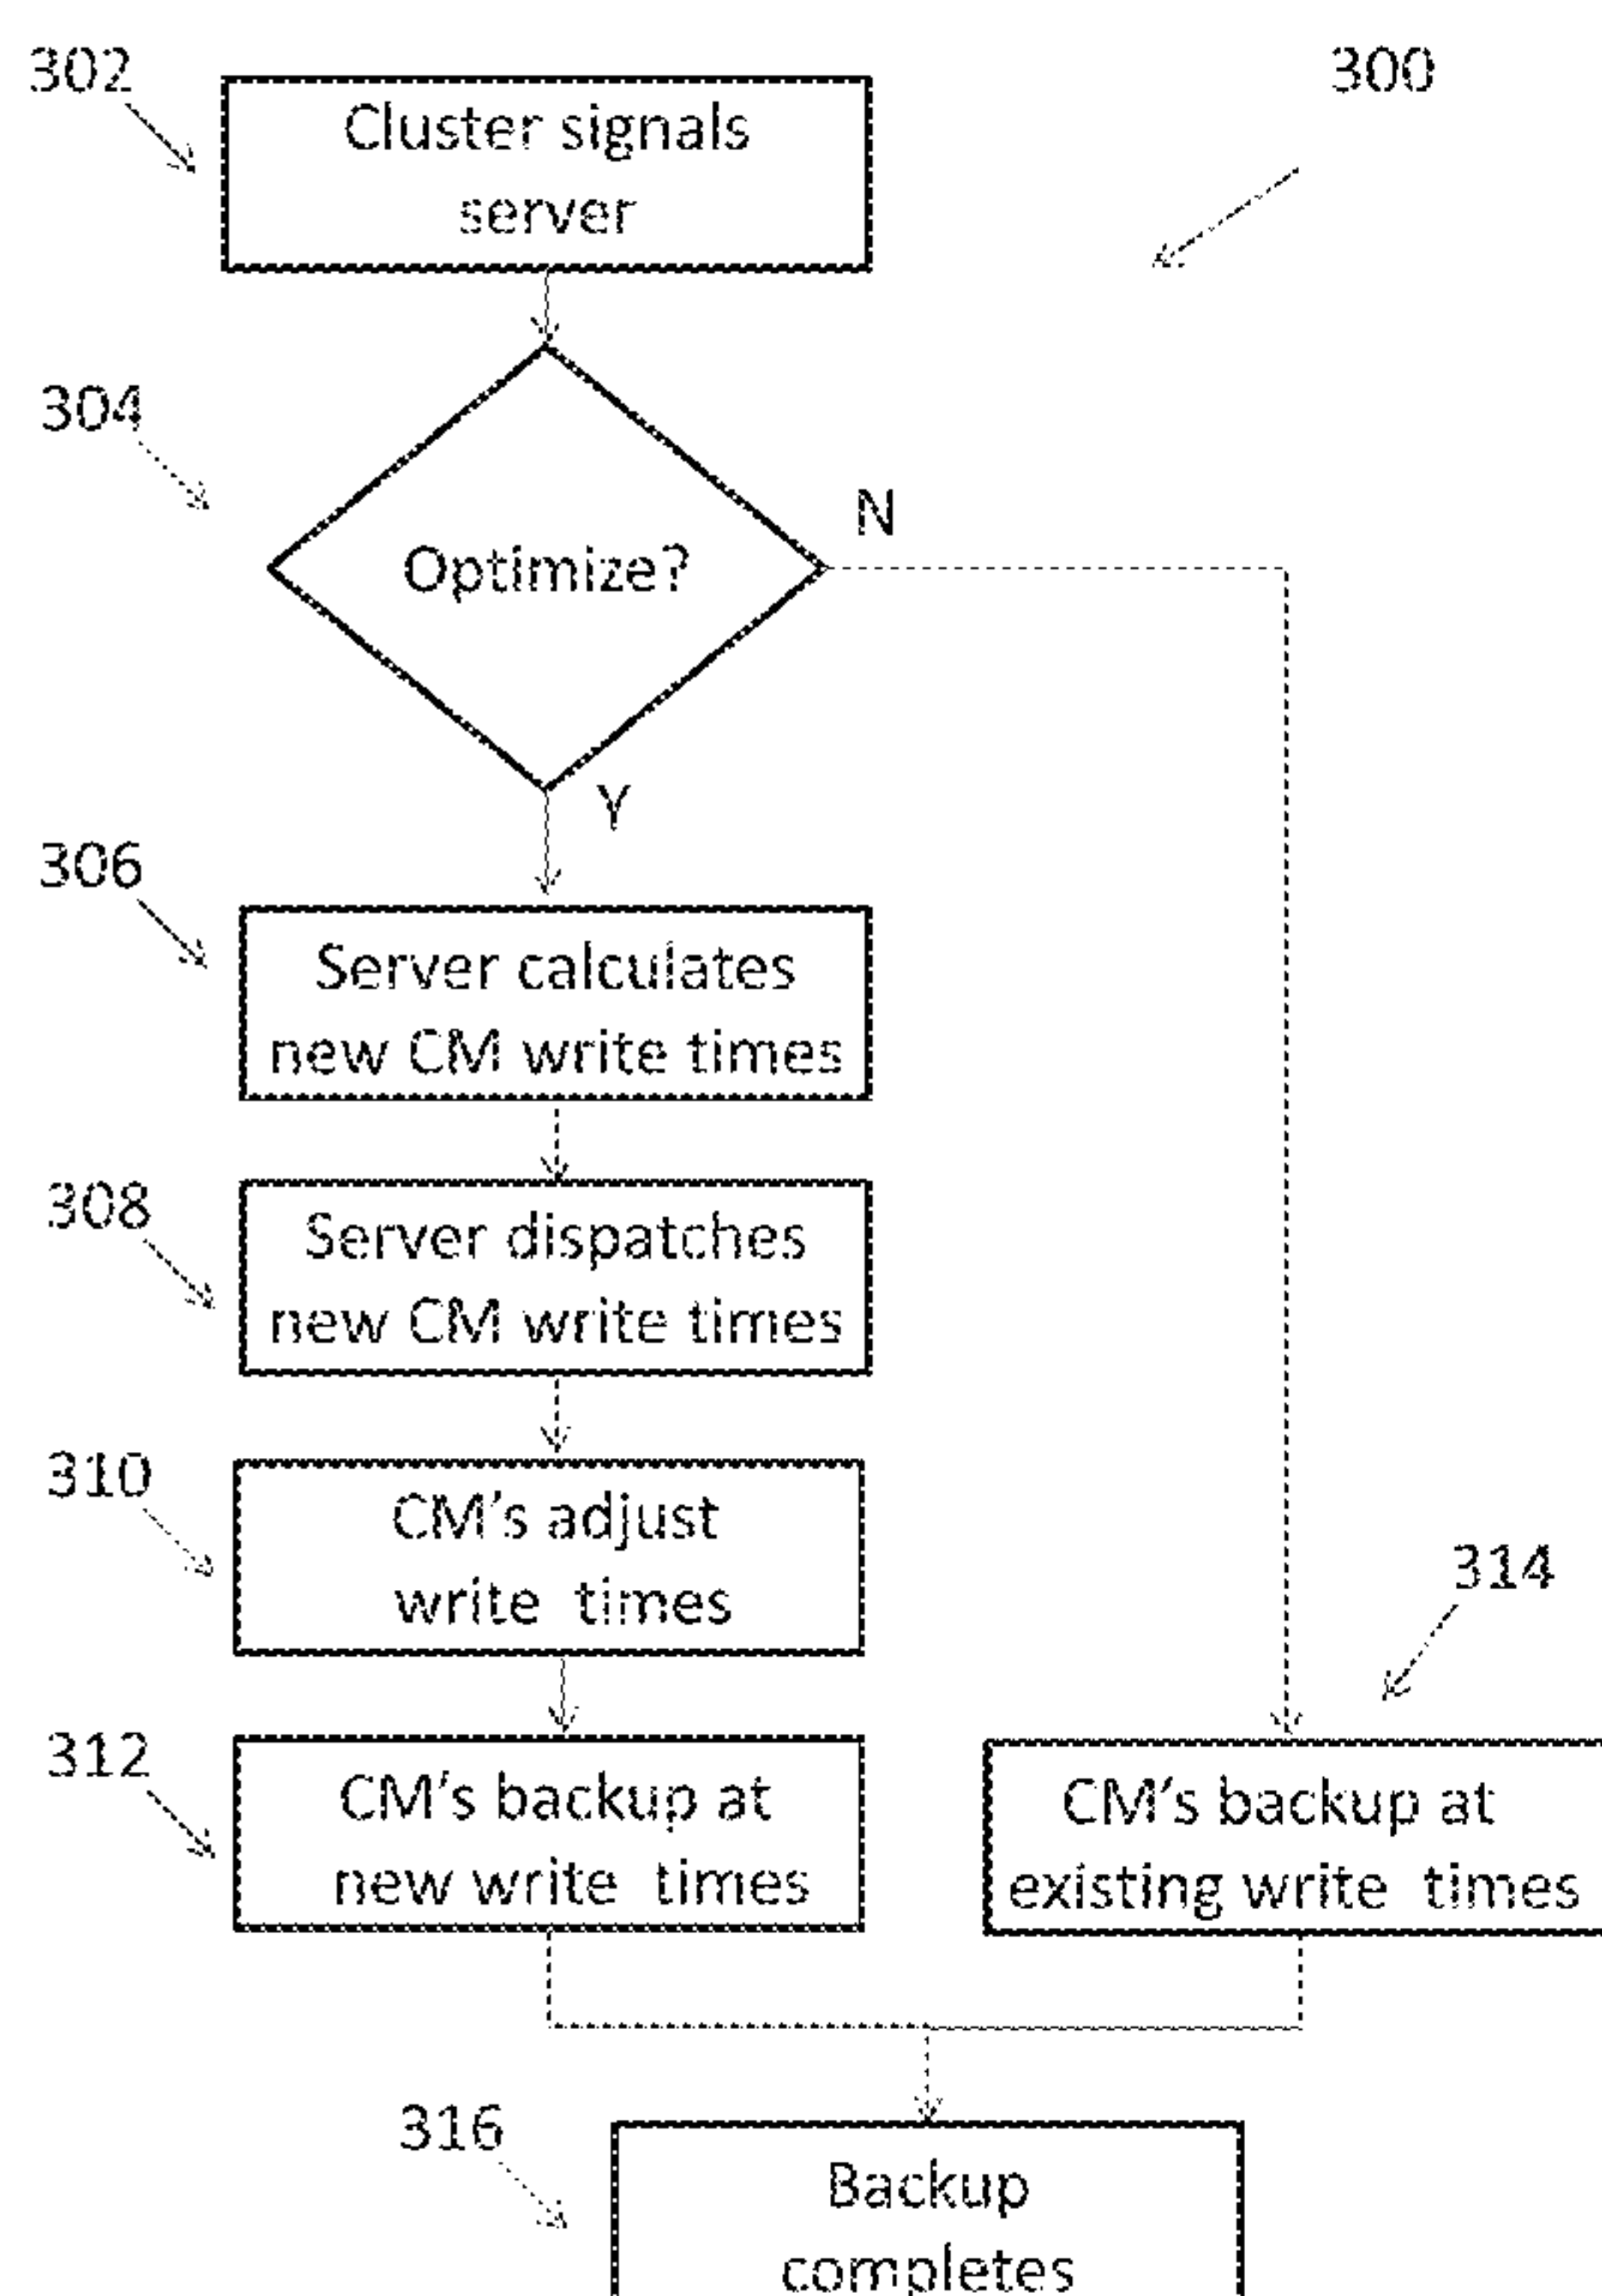 302
300
Cluster signals
server
304
N
Optimize?
Y
306
Server calculates
new CM write times
308
Server dispatches
new CM write times
310
CM's adjust
write times
314
312
CM's backup at
new write times
CM's backup at
existing write times
316
Backup
completes